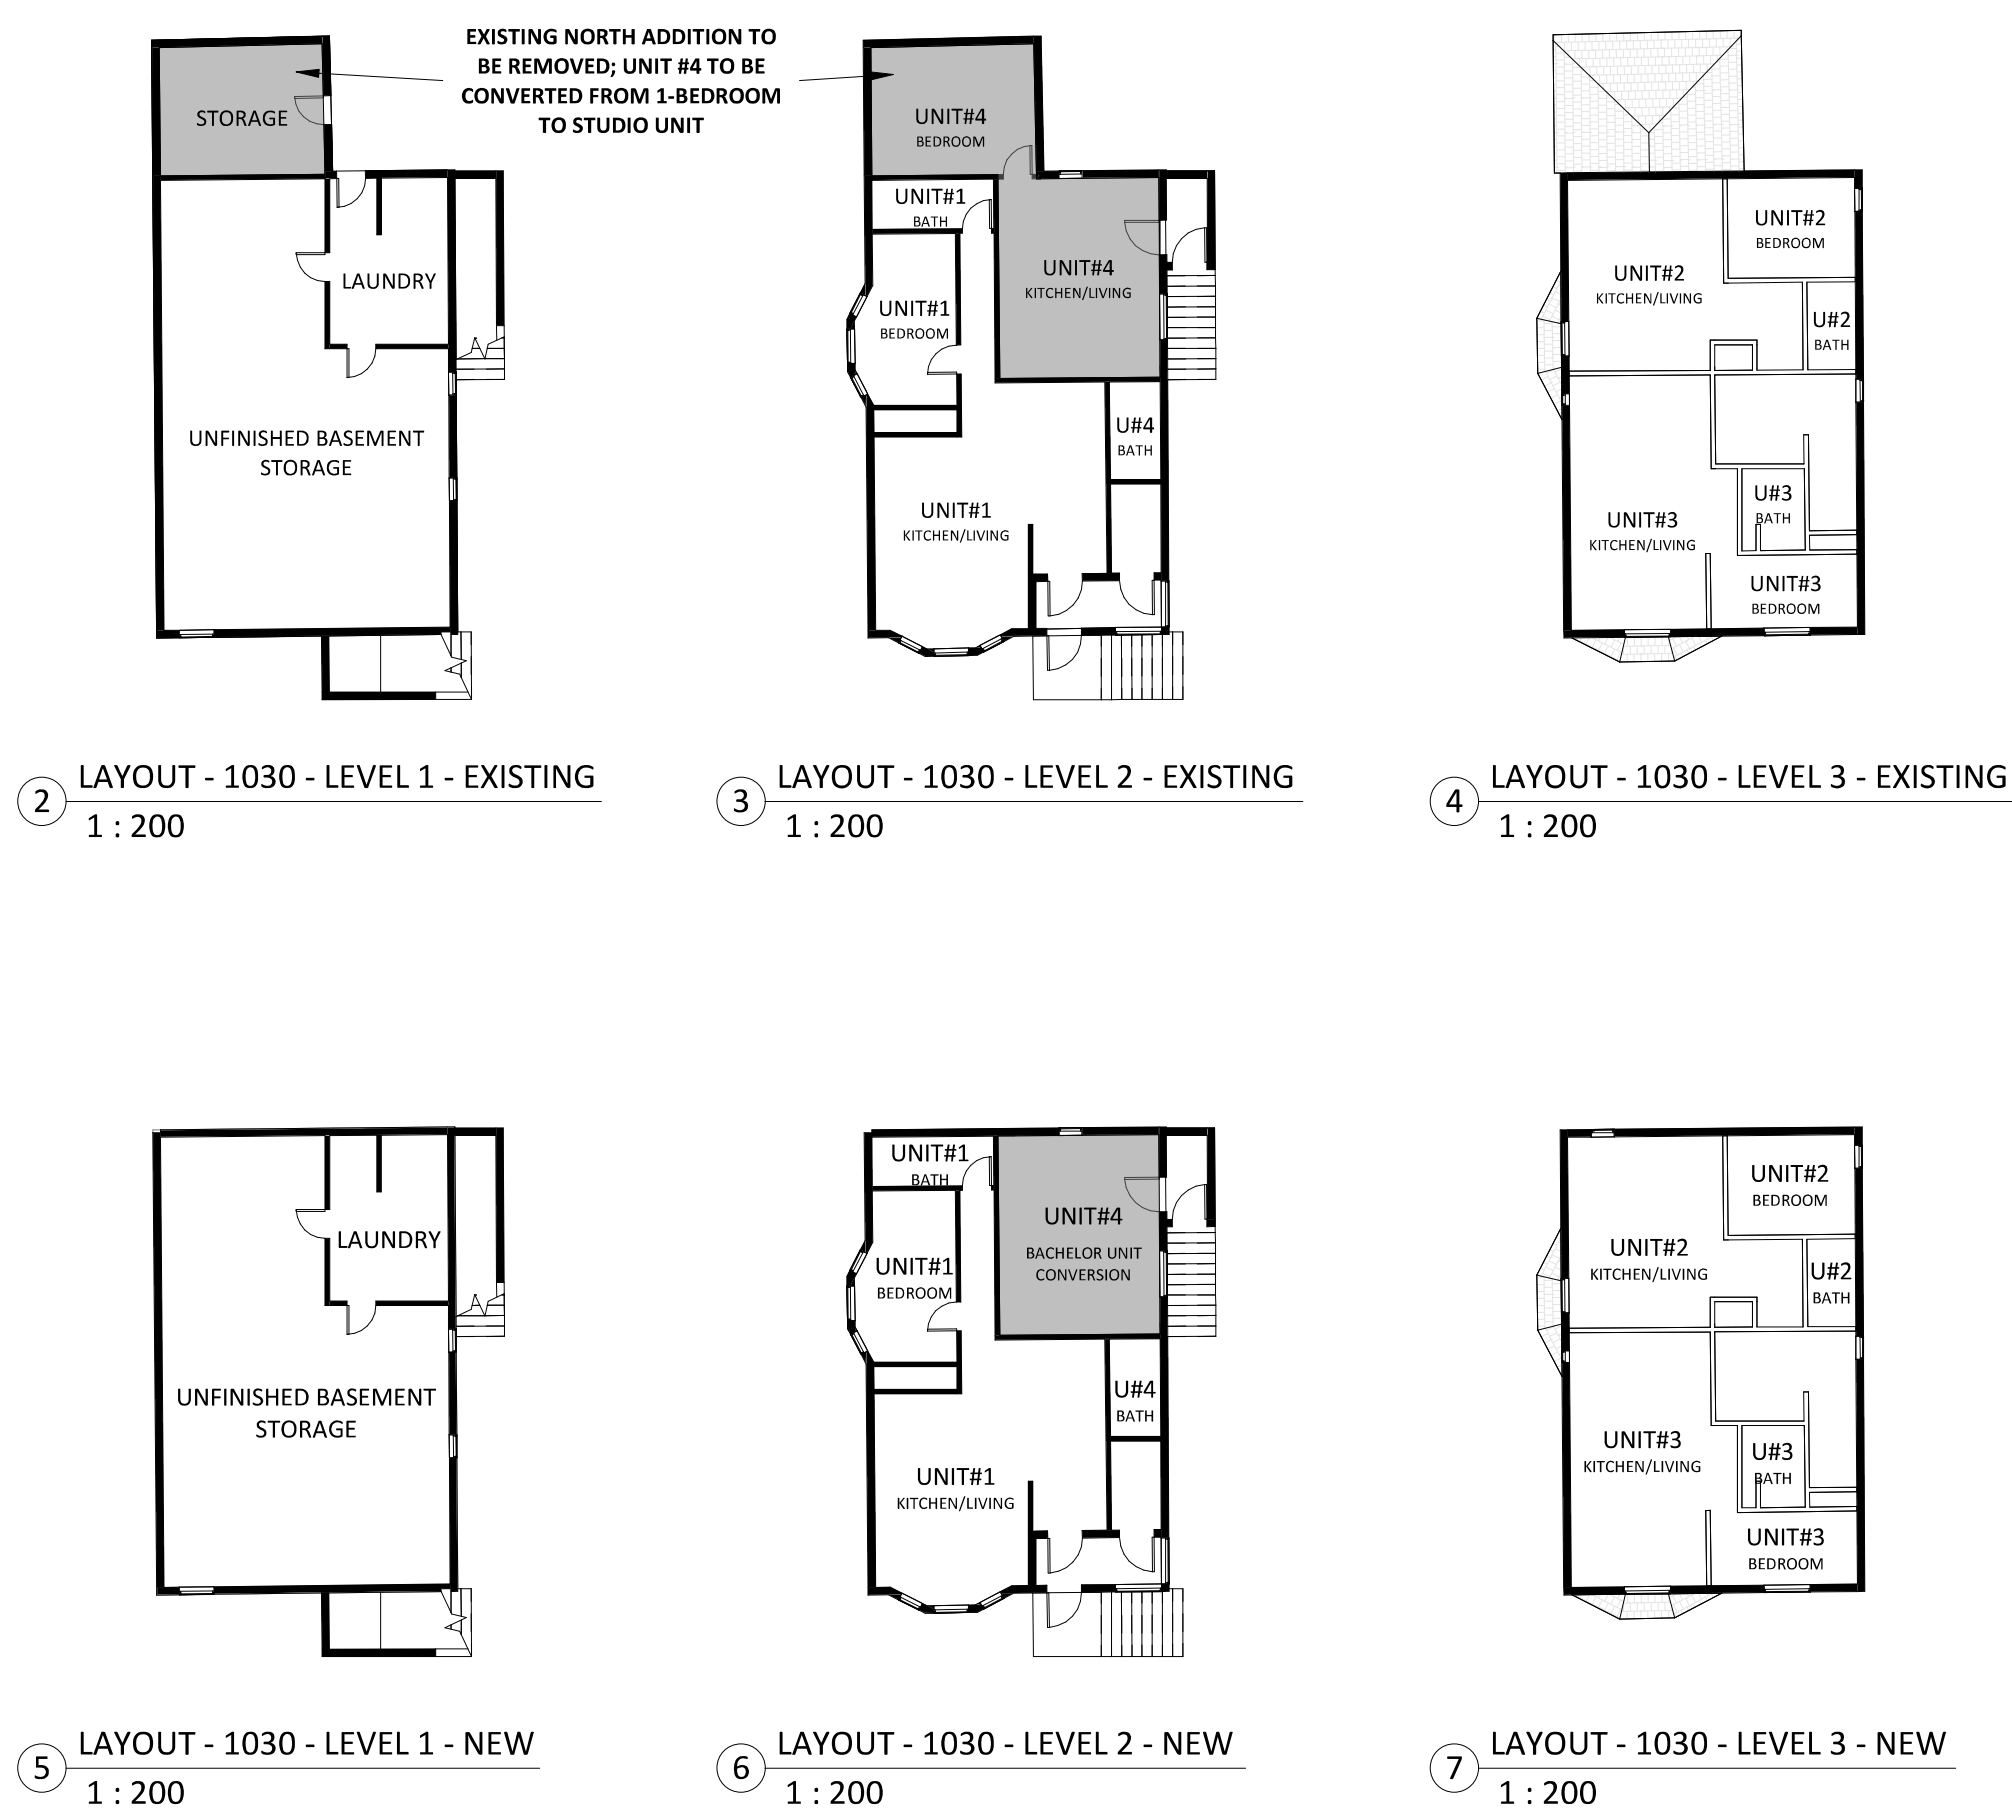 EXISTING NORTH ADDITION TO
BE REMOVED; UNIT #4 TO BE
CONVERTED FROM 1-BEDROOM
TO STUDIO UNIT
STORAGE
LAUNDRY
UNFINISHED BASEMENT
STORAGE
2
LAYOUT - 1030 - LEVEL 1 - EXISTING
1 : 200
UNIT#4
BEDROOM
UNIT#1
BATH
UNIT#4
KITCHEN/LIVING
UNIT#1
BEDROOM
U#4
BATH
UNIT#1
KITCHEN/LIVING
3
LAYOUT - 1030 - LEVEL 2 - EXISTING
1 : 200
UNIT#2
BEDROOM
UNIT#2
KITCHEN/LIVING
U#2
BATH
U#3
BATH
UNIT#3
KITCHEN/LIVING
UNIT#3
BEDROOM
4
LAYOUT - 1030 - LEVEL 3 - EXISTING
1 : 200
LAUNDRY
UNFINISHED BASEMENT
STORAGE
5
LAYOUT - 1030 - LEVEL 1 - NEW
1 : 200
UNIT#1
BATH
UNIT#4
BACHELOR UNIT
CONVERSION
UNIT#1
BEDROOM
U#4
BATH
UNIT#1
KITCHEN/LIVING
6
LAYOUT - 1030 - LEVEL 2 - NEW
1 : 200
UNIT#2
BEDROOM
UNIT#2
KITCHEN/LIVING
U#2
BATH
UNIT#3
KITCHEN/LIVING
U#3
BATH
UNIT#3
BEDROOM
7
LAYOUT - 1030 - LEVEL 3 - NEW
1 : 200